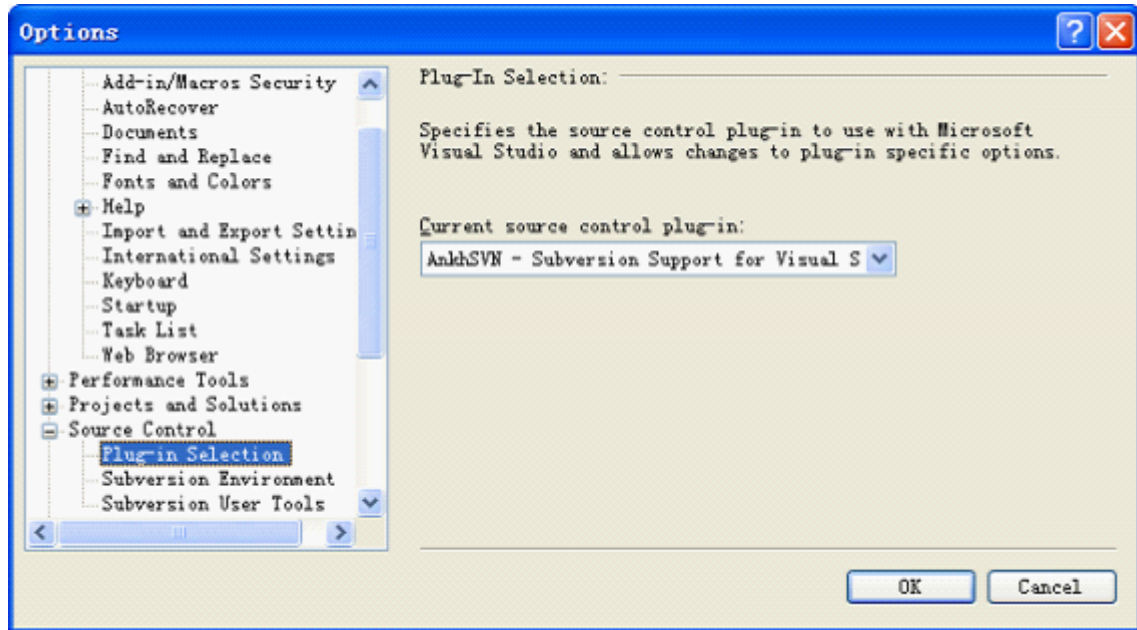 Options
Add-in/Macros Security
AutoRecover
Documents
Find and Replace
Fonts and Colors
Help
Import and Export Settin
International Settings
Keyboard
Startup
Task List
Web Browser
Performance Tools
Projects and Solutions
Source Control
Plug-in Selection
Subversion Environment
Subversion User Tools
Plug-In Selection:
Specifies the source control plug-in to use with Microsoft
Visual Studio and allows changes to plug-in specific options.
Current source control plug-in:
AnkhSVN - Subversion Support for Visual S
OK
Cancel